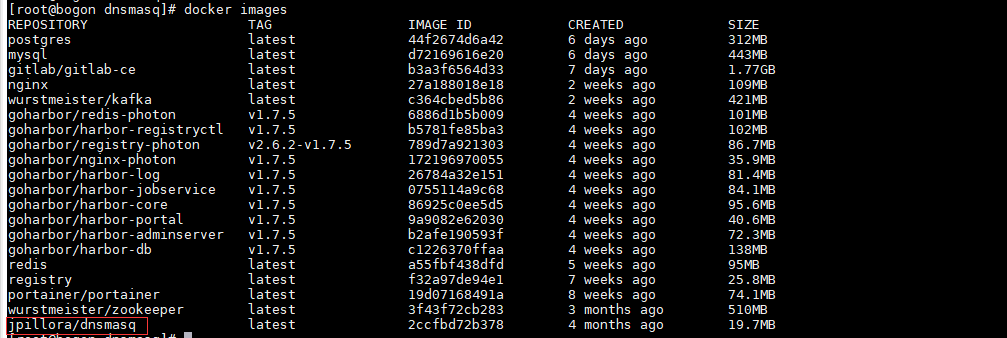 [root@bogon dnsmasq]# docker images
REPOSITORY TAG IMAGE ID CREATED SIZE
postgres latest 44f2674d6a42 6 days ago 312MB
mysql latest d72169616e20 6 days ago 443MB
gitlab/gitlab-ce latest b3a3f6564d33 7 days ago 1.77GB
nginx latest 27a188018e18 2 weeks ago 109MB
wurstmeister/kafka latest c364cbed5b86 2 weeks ago 421MB
goharbor/redis-photon v1.7.5 6886d1b5b009 4 weeks ago 101MB
goharbor/harbor-registryctl v1.7.5 b5781fe85ba3 4 weeks ago 102MB
goharbor/registry-photon v2.6.2-v1.7.5 789d7a921303 4 weeks ago 86.7MB
goharbor/nginx-photon v1.7.5 172196970055 4 weeks ago 35.9MB
goharbor/harbor-log v1.7.5 26784a32e151 4 weeks ago 81.4MB
goharbor/harbor-jobservice v1.7.5 0755114a9c68 4 weeks ago 84.1MB
goharbor/harbor-core v1.7.5 86925c0ee5d5 4 weeks ago 95.6MB
goharbor/harbor-portal v1.7.5 9a9082e62030 4 weeks ago 40.6MB
goharbor/harbor-adminserver v1.7.5 b2afe190593f 4 weeks ago 72.3MB
goharbor/harbor-db v1.7.5 c1226370ffaa 4 weeks ago 138MB
redis latest a55fbf438dfd 5 weeks ago 95MB
registry latest f32a97de94e1 7 weeks ago 25.8MB
portainer/portainer latest 19d07168491a 8 weeks ago 74.1MB
wurstmeister/zookeeper latest 3f43f72cb283 3 months ago 510MB
jpillora/dnsmasq latest 2ccfbd72b378 4 months ago 19.7MB
[root@bogon dnsmasq]#